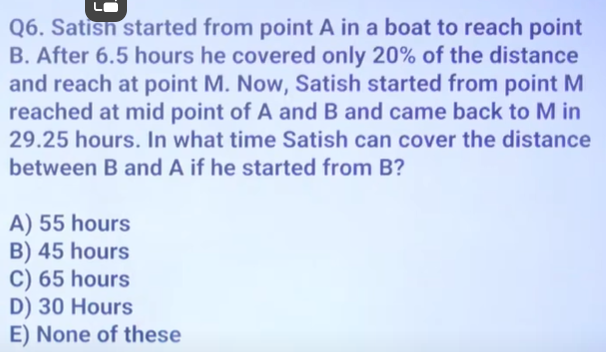 Q6. Satish started from point A in a boat to reach point
B. After 6.5 hours he covered only 20% of the distance
and reach at point M. Now, Satish started from point M
reached at mid point of A and B and came back to M in
29.25 hours. In what time Satish can cover the distance
between B and A if he started from B?
A) 55 hours
B) 45 hours
C) 65 hours
D) 30 Hours
E) None of these